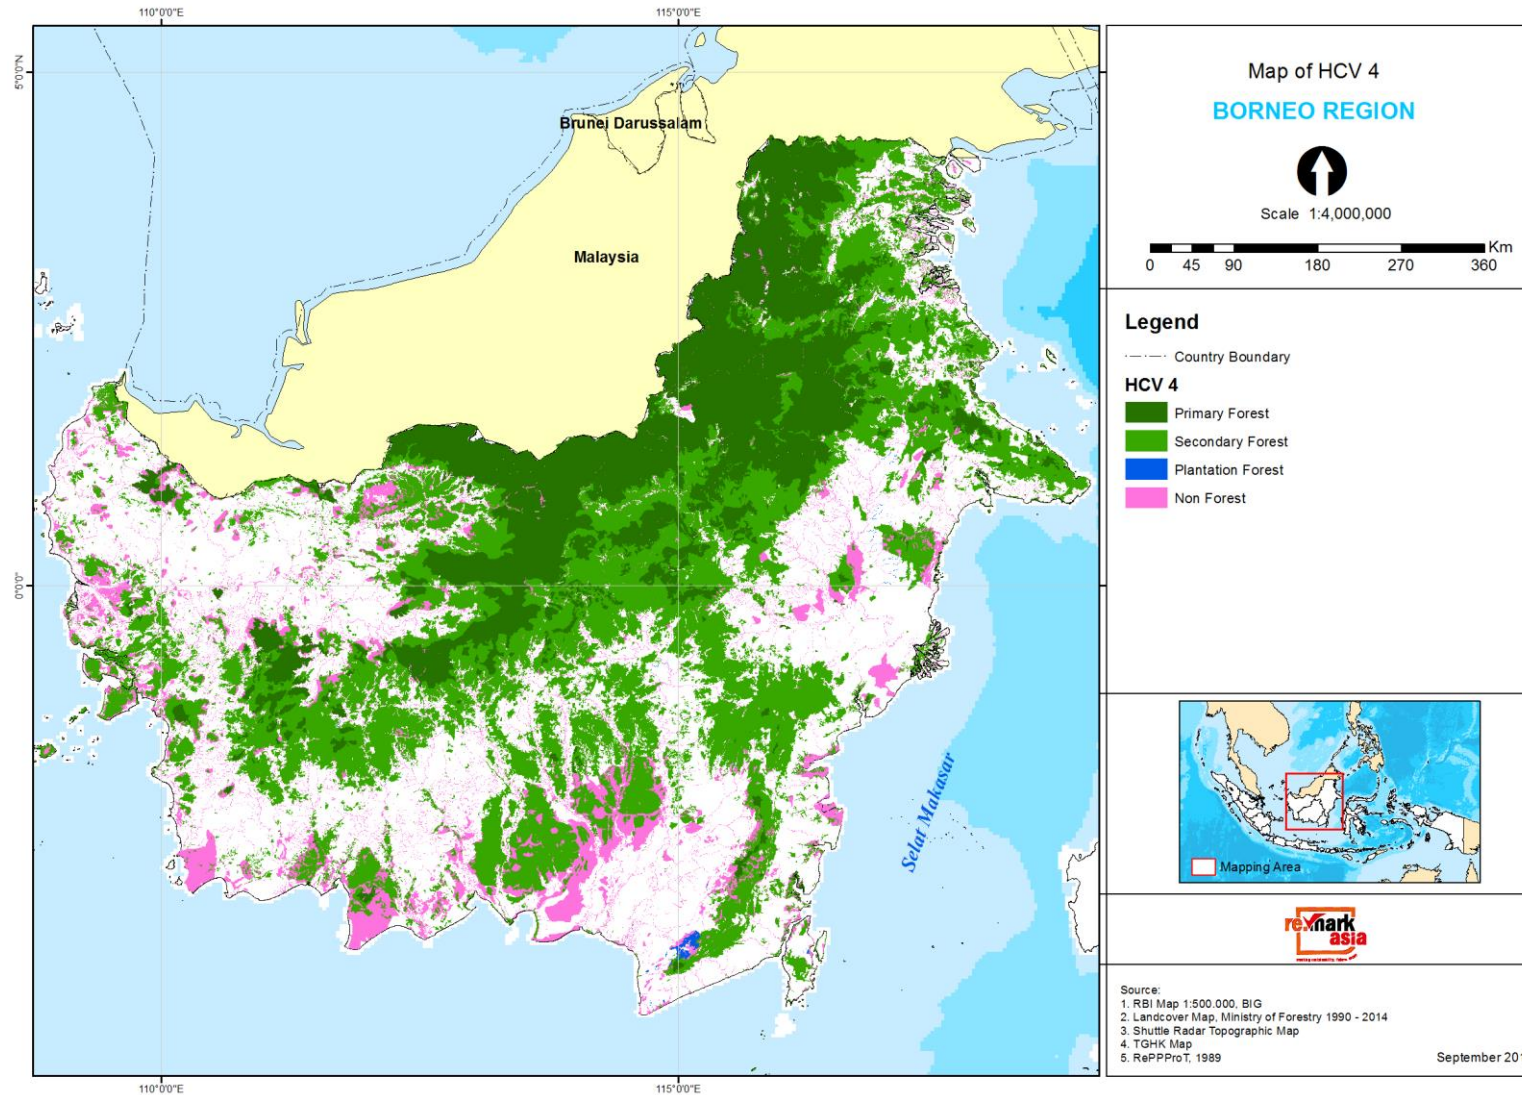 110°0'0"E
115°0'0"E
5°0'0"N
0°0'0"
Brunei Darussalam
Malaysia
Selat Makasar
110°0'0"E
115°0'0"E
Map of HCV 4
BORNEO REGION
Scale 1:4,000,000
Km
0 45 90 180 270 360
Legend
Country Boundary
HCV 4
Primary Forest
Secondary Forest
Plantation Forest
Non Forest
Mapping Area
remark
asia
Source:
1. RBI Map 1:500.000, BIG
2. Landcover Map, Ministry of Forestry 1990 - 2014
3. Shuttle Radar Topographic Map
4. TGHK Map
5. RePPProT, 1989
September 201